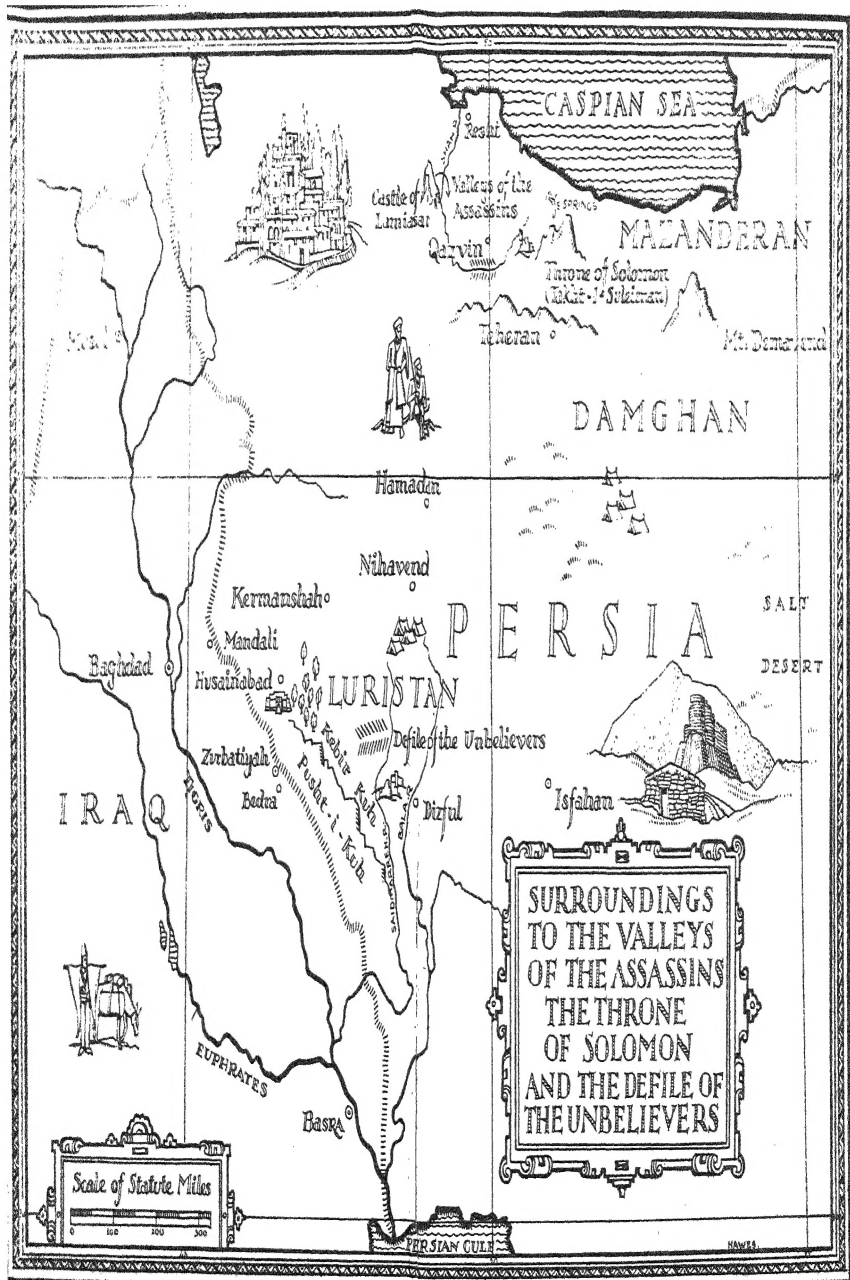 CASPIAN SEA
Resht
Castle of
Lamiasar
Valleys of the
Assassins
SPRINGS
MAZANDERAN
Qazvin
Throne of Solomon
(Takht-i-Suleiman)
Teheran
Mt. Demavend
Mosul
DAMGHAN
Hamadan
Nihavend
Kermanshah
PERSIA
SALT
DESERT
Mandali
Baghdad
Husainabad
LURISTAN
Defile of the Unbelievers
Kebir Kuh
Pusht-i-Kuh
Zurbatiyah
Bedra
Isfahan
Dizful
IRAQ
TIGRIS
SAIDMARREH R.
SURROUNDINGS
TO THE VALLEYS
OF THE ASSASSINS
THE THRONE
OF SOLOMON
AND THE DEFILE OF
THE UNBELIEVERS
EUPHRATES
BASRA
Scale of Statute Miles
0 100 200 300
PERSIAN GULF
HAWES.